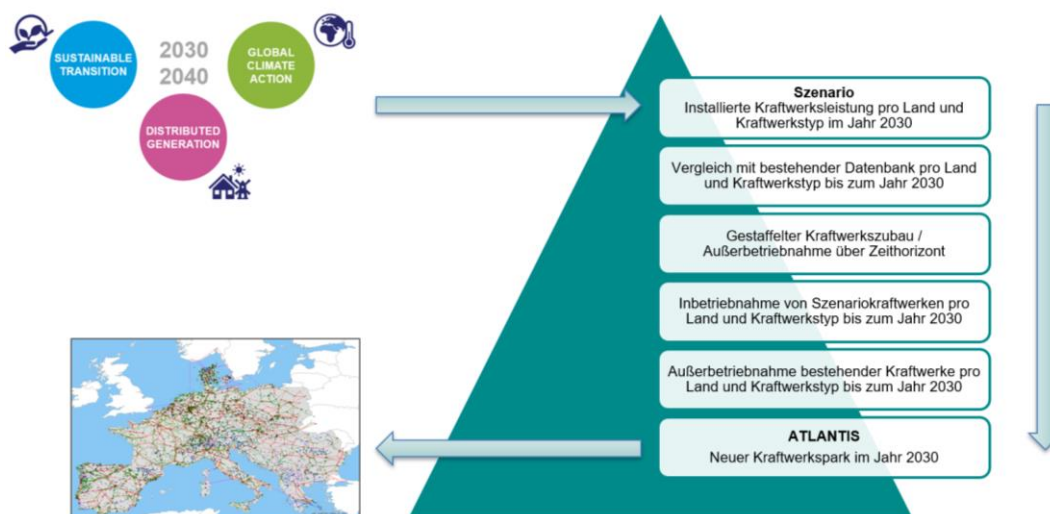 SUSTAINABLE
TRANSITION
2030
2040
GLOBAL
CLIMATE
ACTION
DISTRIBUTED
GENERATION
Szenario
Installierte Kraftwerksleistung pro Land und
Kraftwerkstyp im Jahr 2030
Vergleich mit bestehender Datenbank pro Land
und Kraftwerkstyp bis zum Jahr 2030
Gestaffelter Kraftwerkszubau /
Außerbetriebnahme über Zeithorizont
Inbetriebnahme von Szenariokraftwerken pro
Land und Kraftwerkstyp bis zum Jahr 2030
Außerbetriebnahme bestehender Kraftwerke pro
Land und Kraftwerkstyp bis zum Jahr 2030
ATLANTIS
Neuer Kraftwerkspark im Jahr 2030